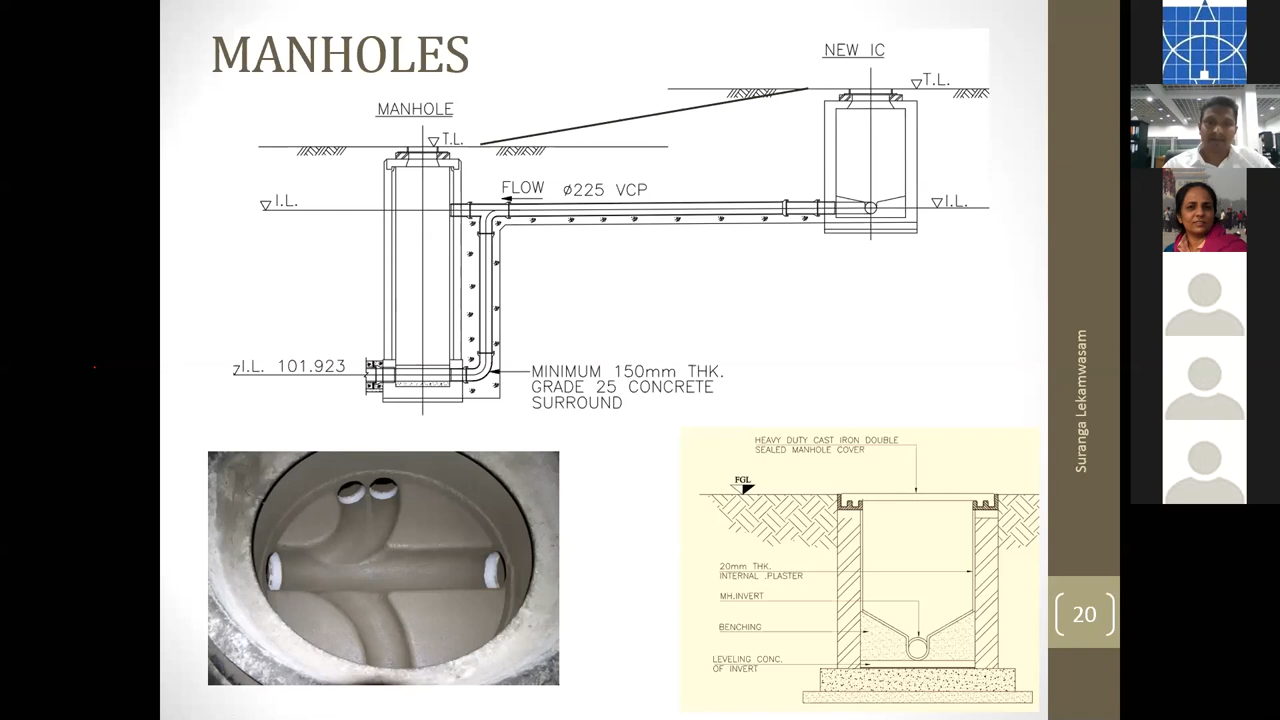 MANHOLES
NEW IC
T.L.
MANHOLE
T.L.
FLOW ø225 VCP
I.L.
I.L.
I.L. 101.923
MINIMUM 150mm THK.
GRADE 25 CONCRETE
SURROUND
HEAVY DUTY CAST IRON DOUBLE
SEALED MANHOLE COVER
FGL
20mm THK.
INTERNAL .PLASTER
MH.INVERT
BENCHING
LEVELING CONC.
OF INVERT
Suranga Lekamwasam
20